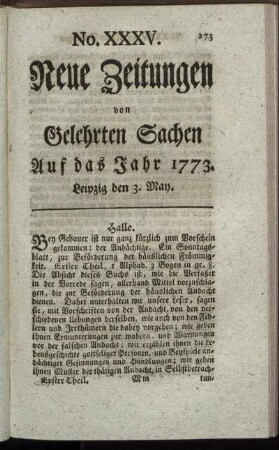 No. XXXV. 273
Neue Zeitungen
von
Gelehrten Sachen
Auf das Jahr 1773.
Leipzig den 3. May.
Halle.
Bey Gebauer ist nur ganz kürzlich zum Vorschein
gekommen: der Andächtige. Ein Sonntags-
blatt, zur Beförderung der häuslichen Frömmig-
keit. Erster Theil, 1 Alphab. 3 Bogen in gr. 8.
Die Absicht dieses Buchs ist, wie die Verfasser
in der Vorrede sagen, allerhand Mittel vorzuschla-
gen, die zur Beförderung der häuslichen Andacht
dienen. Daher unterhalten wir unsere Leser, sagen
sie, mit Vorschriften von der Andacht, von den ver-
schiedenen Uebungen derselben, wie auch von den Feh-
lern und Irrthümern die dabey vorgehen; wir geben
ihnen Ermunterungen zur wahren, und Warnungen
vor der falschen Andacht; wir erzählen ihnen die Le-
bensgeschichte gottseliger Personen, und Beyspiele an-
dächtiger Gesinnungen und Handlungen; wir geben
ihnen Muster der thätigen Andacht, in Selbstbetrach-
Erster Theil. Mm tun-